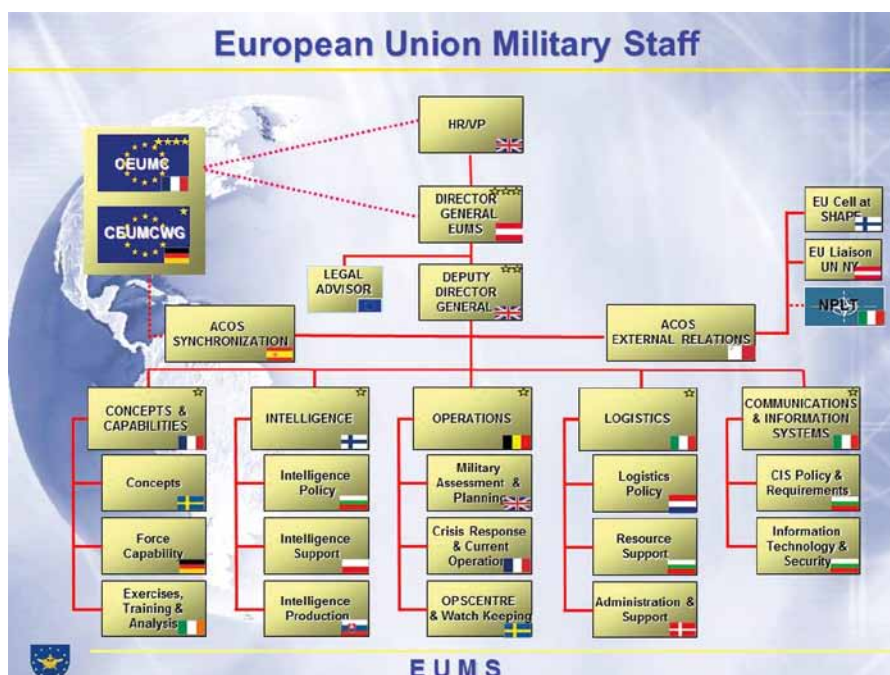 European Union Military Staff
CEUMC
CEUMCWG
HR/VP
DIRECTOR
GENERAL
EUMS
LEGAL
ADVISOR
DEPUTY
DIRECTOR
GENERAL
EU Cell at
SHAPE
EU Liaison
UN NY
NPLT
ACOS
SYNCHRONIZATION
ACOS
EXTERNAL RELATIONS
CONCEPTS &
CAPABILITIES
Concepts
Force
Capability
Exercises,
Training &
Analysis
INTELLIGENCE
Intelligence
Policy
Intelligence
Support
Intelligence
Production
OPERATIONS
Military
Assessment &
Planning
Crisis Response
& Current
Operation
OPSCENTRE
& Watch Keeping
LOGISTICS
Logistics
Policy
Resource
Support
Administration &
Support
COMMUNICATIONS
& INFORMATION
SYSTEMS
CIS Policy &
Requirements
Information
Technology &
Security
EUMS